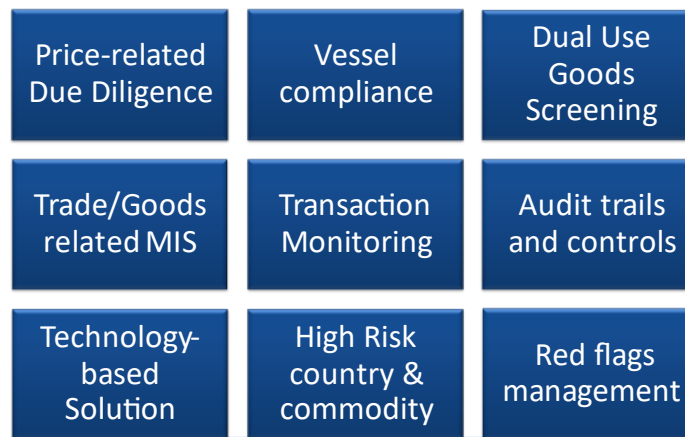 Price-related
Due Diligence
Vessel
compliance
Dual Use
Goods
Screening
Trade/Goods
related MIS
Transaction
Monitoring
Audit trails
and controls
Technology-
based
Solution
High Risk
country &
commodity
Red flags
management